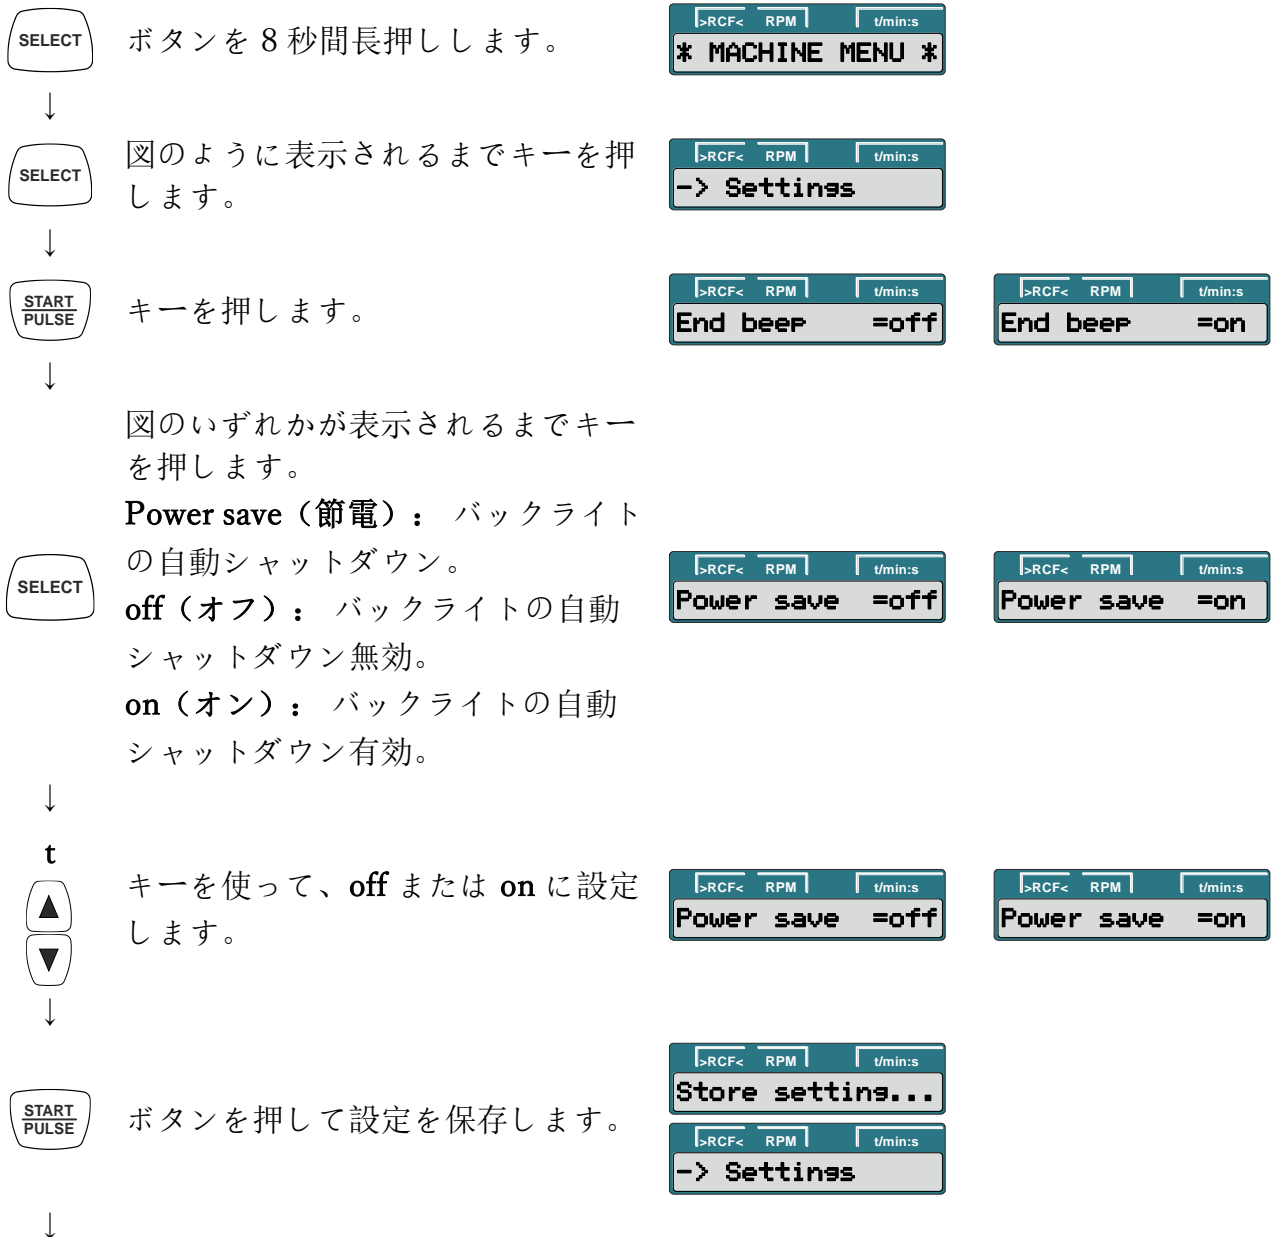 SELECT
ボタンを 8 秒間長押しします。
>RCF< RPM t/min:s
* MACHINE MENU *
↓
SELECT
図のように表示されるまでキーを押
します。
>RCF< RPM t/min:s
-> Settings
↓
START
PULSE
キーを押します。
>RCF< RPM t/min:s
End beep =off
>RCF< RPM t/min:s
End beep =on
↓
図のいずれかが表示されるまでキー
を押します。
Power save（節電）： バックライト
の自動シャットダウン。
off（オフ）： バックライトの自動
シャットダウン無効。
on（オン）： バックライトの自動
シャットダウン有効。
SELECT
>RCF< RPM t/min:s
Power save =off
>RCF< RPM t/min:s
Power save =on
↓
t
キーを使って、off または on に設定
します。
>RCF< RPM t/min:s
Power save =off
>RCF< RPM t/min:s
Power save =on
↓
START
PULSE
ボタンを押して設定を保存します。
>RCF< RPM t/min:s
Store setting...
>RCF< RPM t/min:s
-> Settings
↓